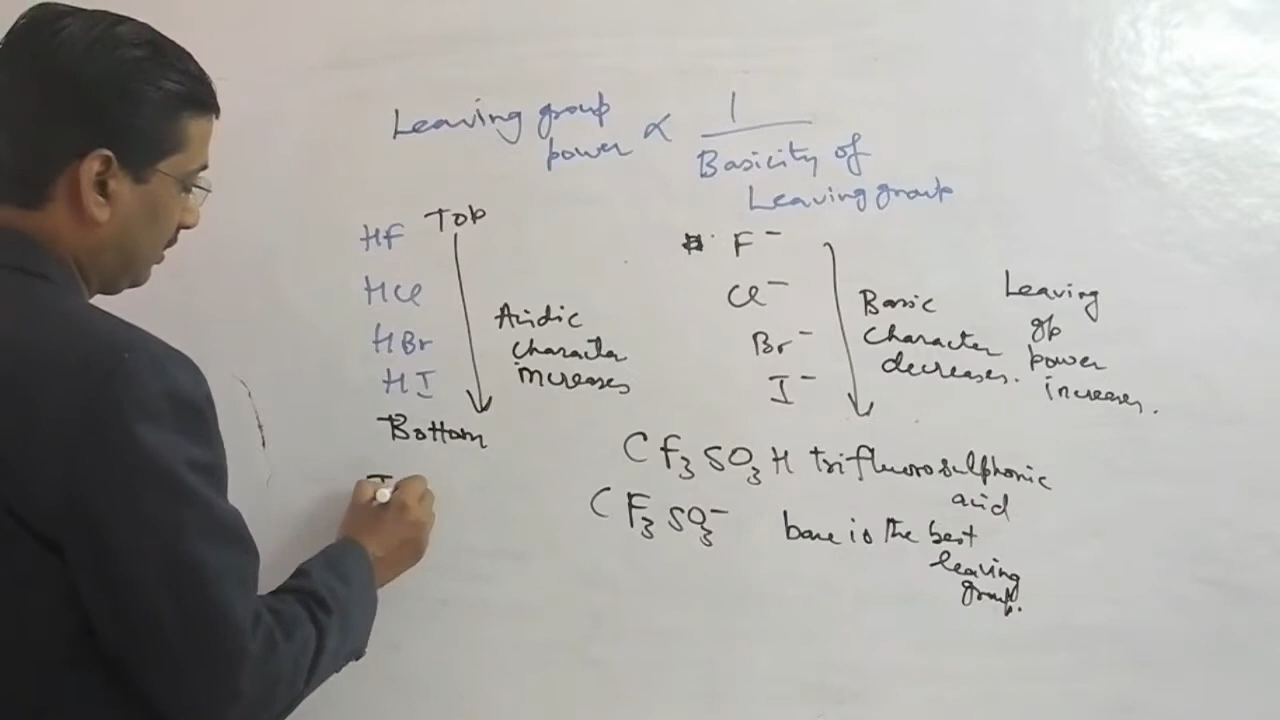 Leaving group power ∝ 1 / Basicity of Leaving group
Top
HF
HCl
HBr
HI
Bottom
Acidic
character
increases
F⁻
Cl⁻
Br⁻
I⁻
Basic
character
decreases.
Leaving
gp
power
increases.
CF₃SO₃H trifluorosulphonic
acid
CF₃SO₃⁻ base is the best
leaving
group.